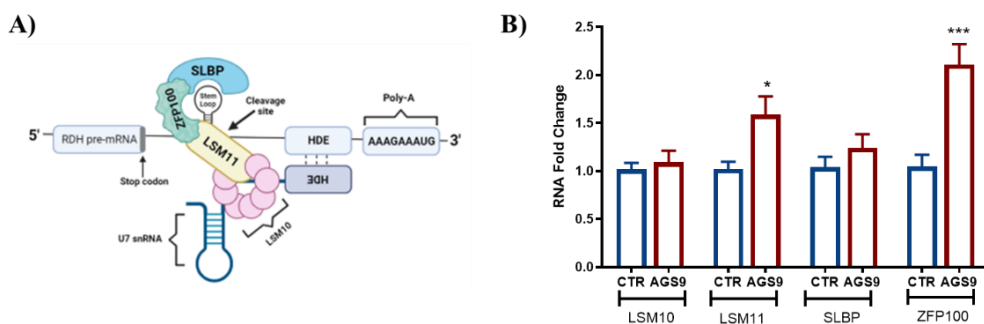 A)
SLBP
Stem
Loop
ZFP100
Cleavage
site
Poly-A
5'
RDH pre-mRNA
LSM11
HDE
AAAGAAAUG
3'
Stop codon
HDE
LSM10
U7 snRNA
B)
RNA Fold Change
2.5
2.0
1.5
1.0
0.5
0.0
*
***
CTR AGS9 CTR AGS9 CTR AGS9 CTR AGS9
LSM10 LSM11 SLBP ZFP100